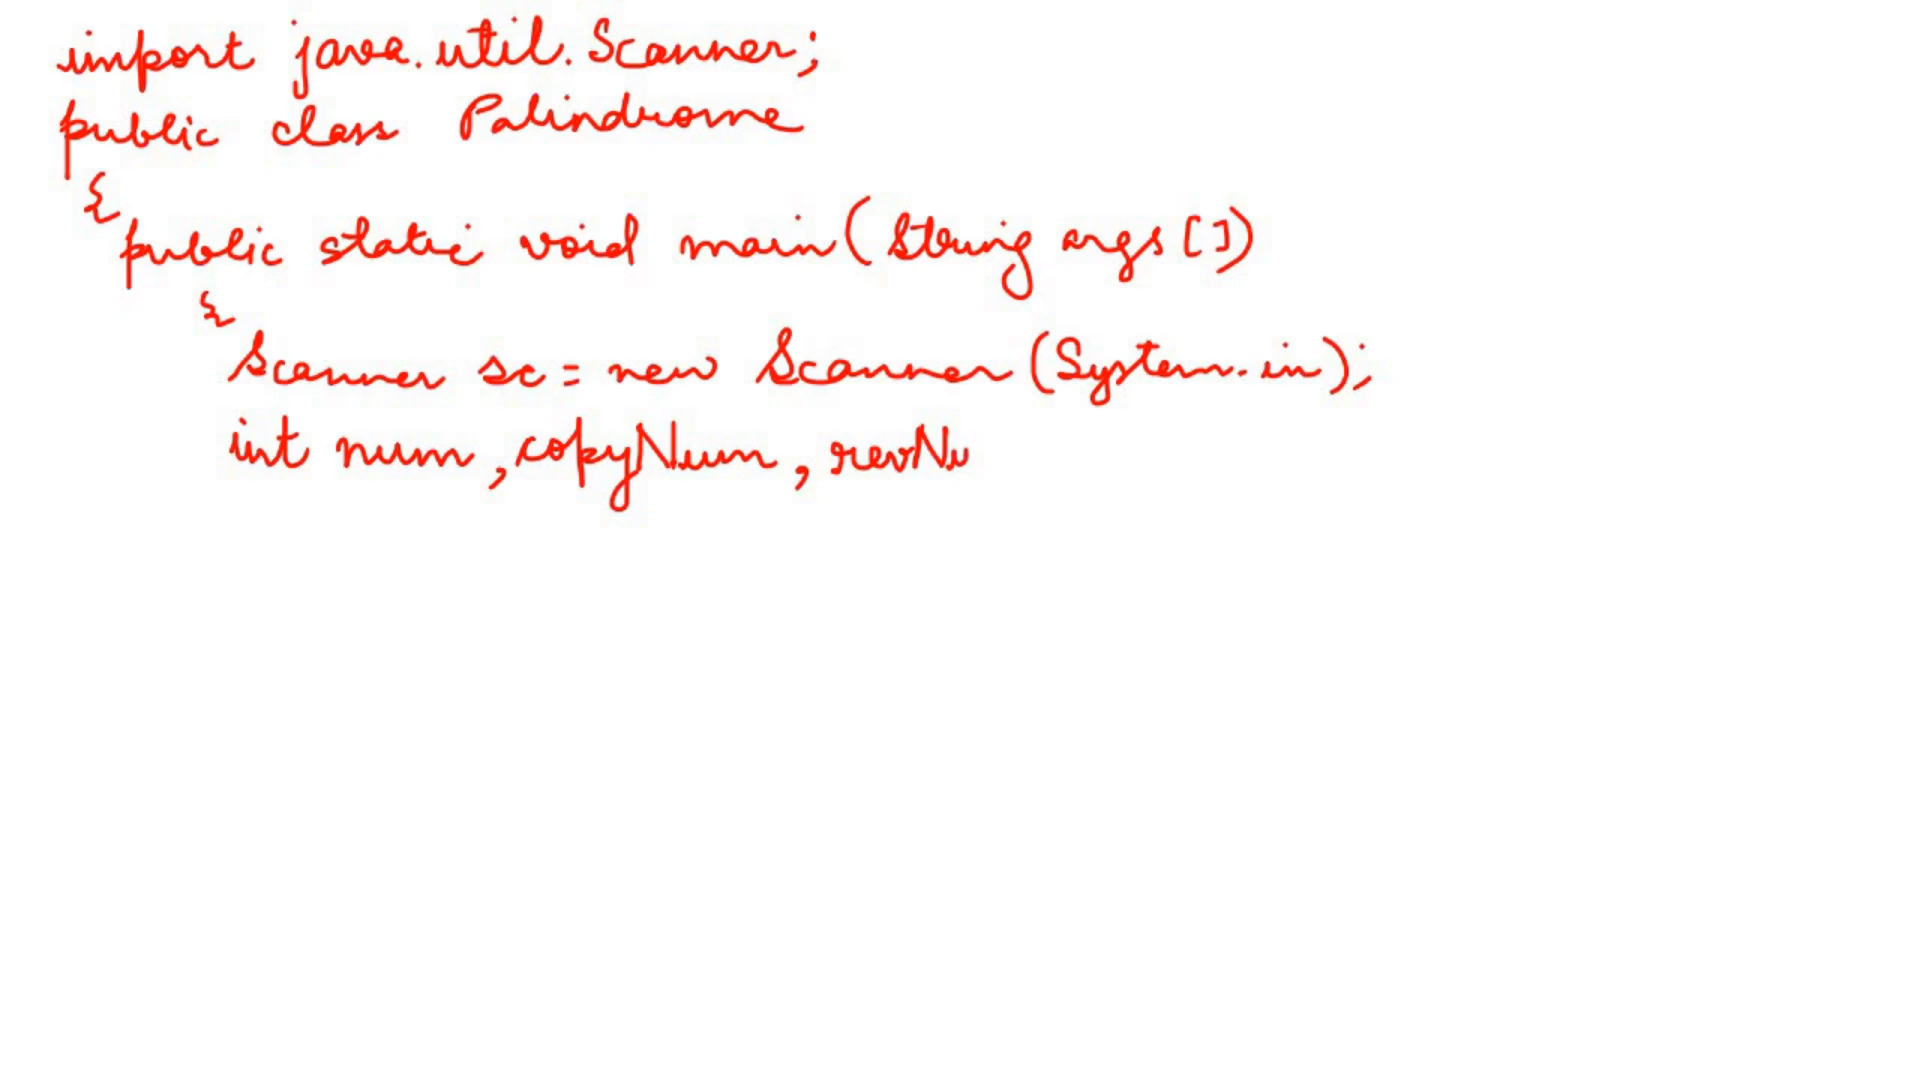 import java.util.Scanner;
public class Palindrome
{
public static void main(String args[])
{
Scanner sc = new Scanner(System.in);
int num, copyNum, revNu